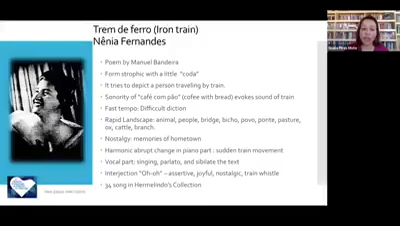 Trem de ferro (Iron train)
Nênia Fernandes
• Poem by Manuel Bandeira
• Form strophic with a little "coda"
• It tries to depict a person traveling by train.
• Sonority of "café com pão" (cofee with bread) evokes sound of train
• Fast tempo: Difficcult diction
• Rapid Landscape: animal, people, bridge, bicho, povo, ponte, pasture,
ox, cattle, branch.
• Nostalgy: memories of hometown
• Harmonic abrupt change in piano part : sudden train movement
• Vocal part: singing, parlato, and sibilate the text
• Interjection "Oh-oh" – assertive, joyful, nostalgic, train whistle
• 34 song in Hermelindo's Collection